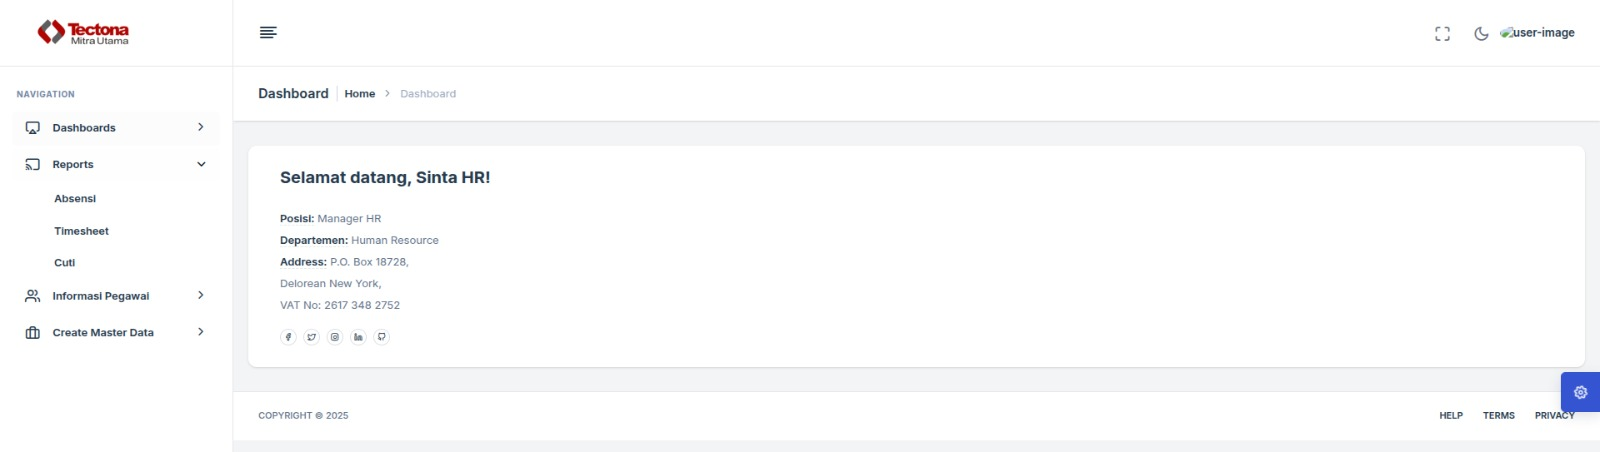 Tectona
Mitra Utama
user-image
NAVIGATION
Dashboards
Reports
Absensi
Timesheet
Cuti
Informasi Pegawai
Create Master Data
Dashboard Home Dashboard
Selamat datang, Sinta HR!
Posisi: Manager HR
Departemen: Human Resource
Address: P.O. Box 18728,
Delorean New York,
VAT No: 2617 348 2752
COPYRIGHT © 2025
HELP TERMS PRIVACY